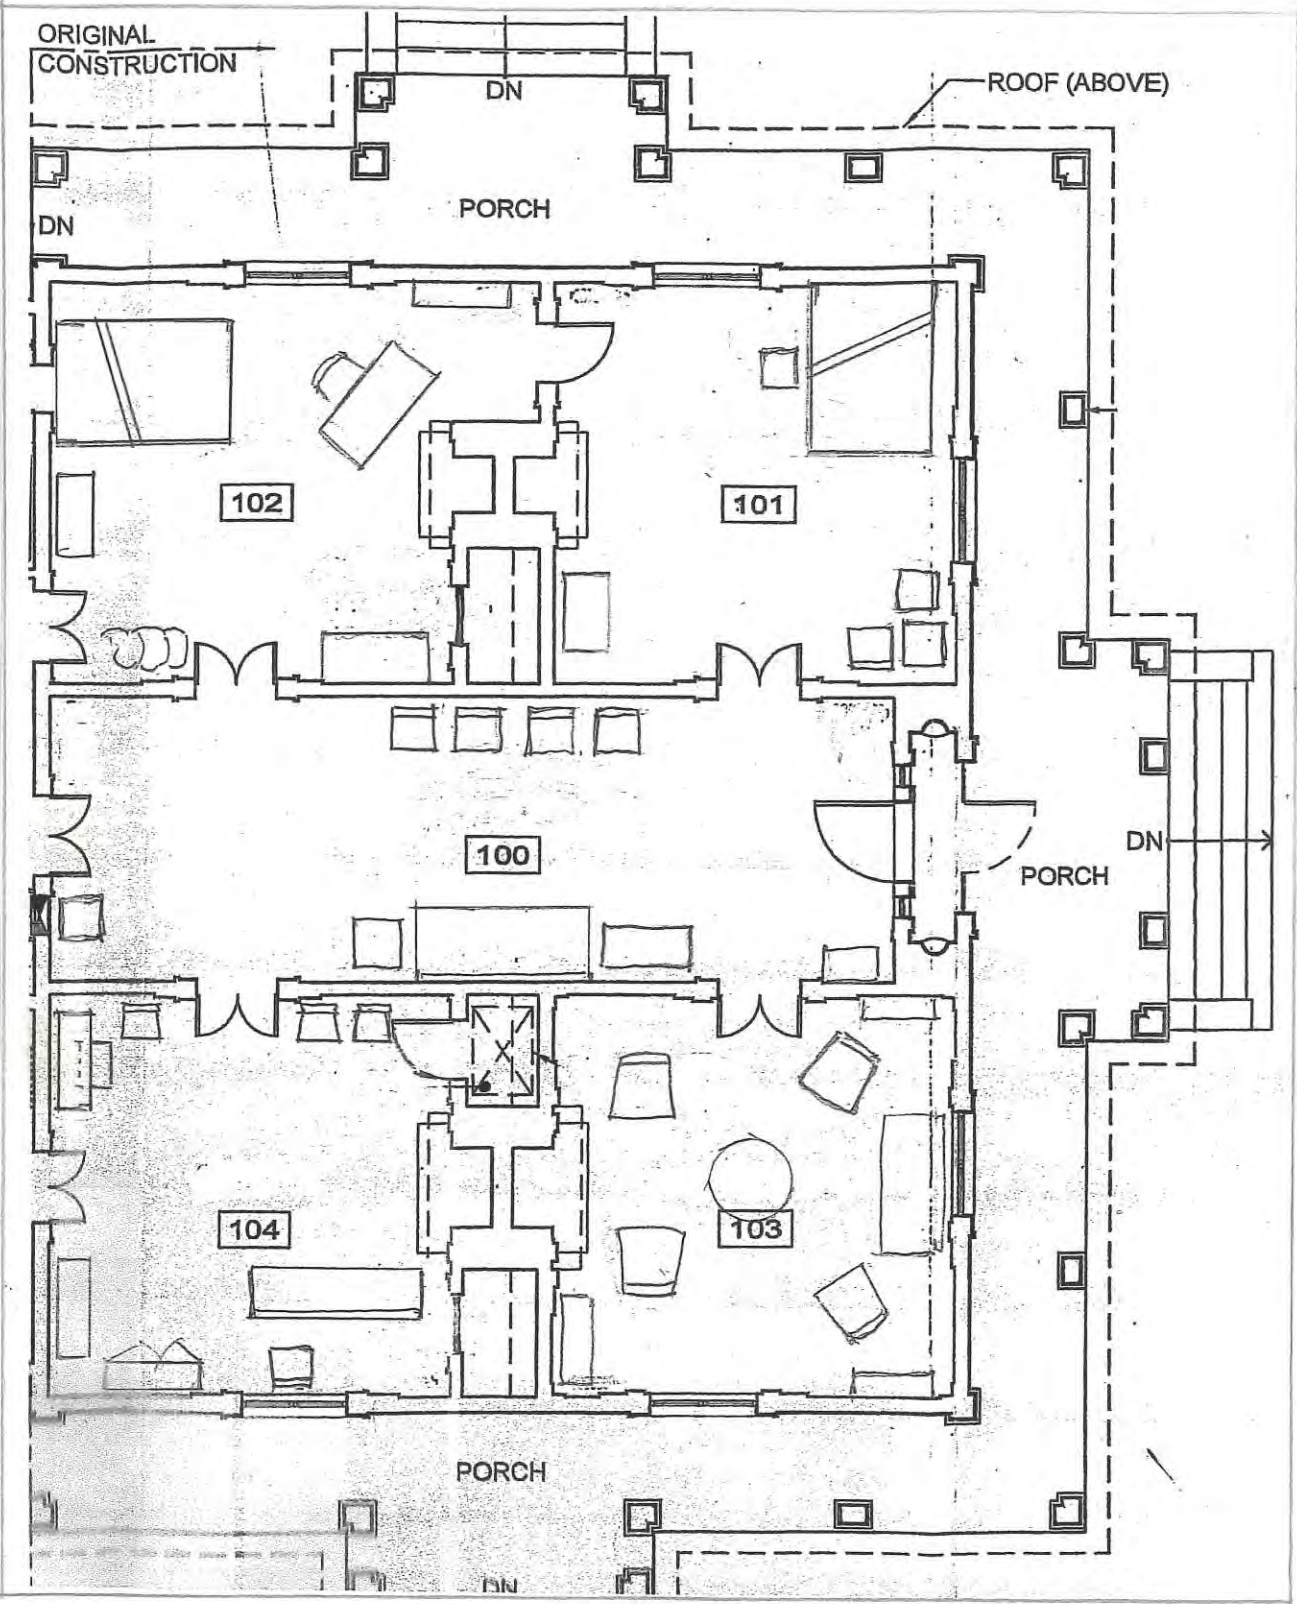 ORIGINAL
CONSTRUCTION
DN
ROOF (ABOVE)
PORCH
DN
102
101
100
DN
PORCH
104
103
PORCH
DN